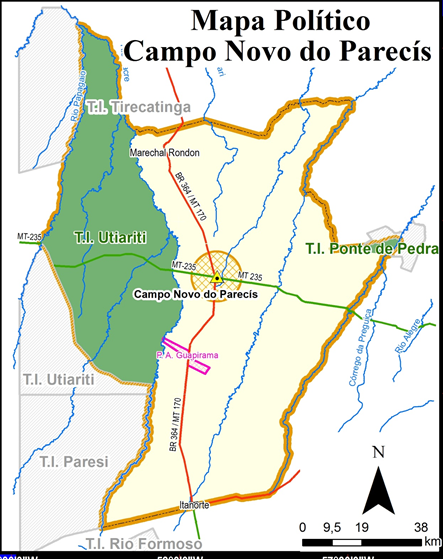 Mapa Político
Campo Novo do Parecís
T.I. Tirecatinga
Rio Papagaio
Marechal Rondon
BR 364 / MT 170
MT-235
T.I. Utiariti
T.I. Ponte de Pedra
MT-235
MT 235
Campo Novo do Parecís
Córrego da Preguiça
Rio Alegre
P. A. Guapirama
T.I. Utiariti
BR 364 / MT 170
T.I. Paresi
N
Itanorte
T.I. Rio Formoso
0 9,5 19 38
km